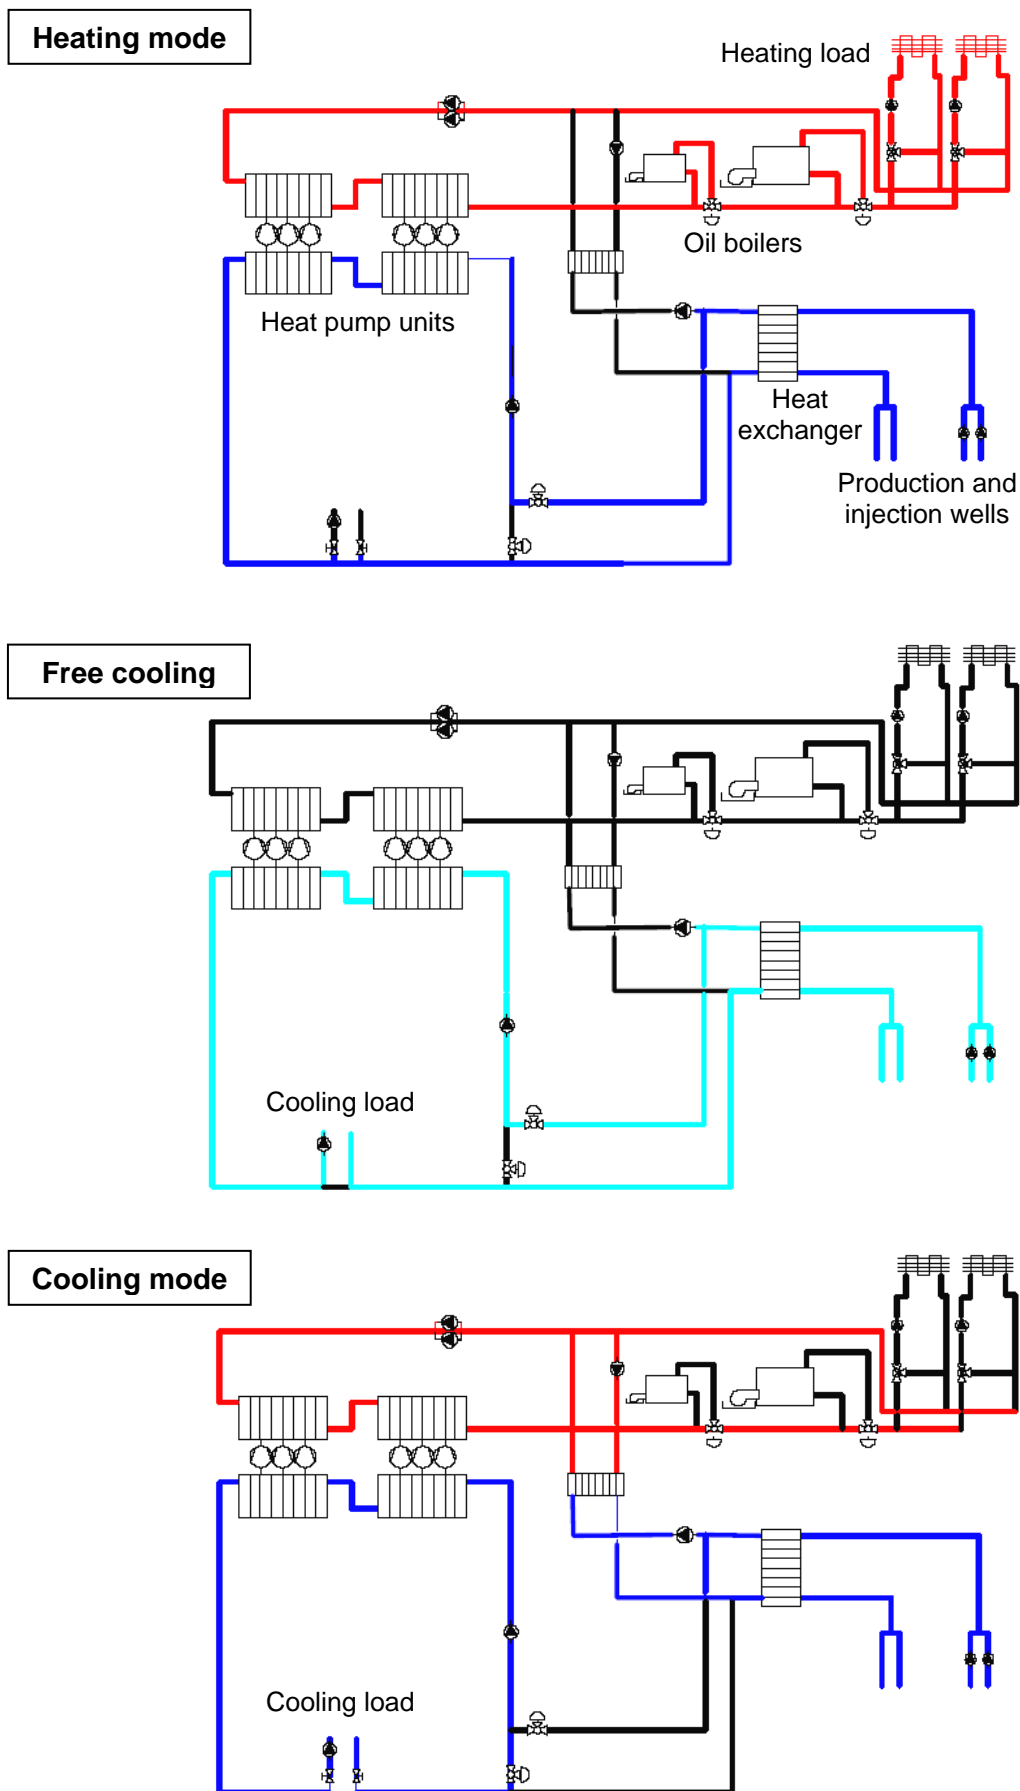 Heating mode
Heating load
Oil boilers
Heat pump units
Heat
exchanger
Production and
injection wells
Free cooling
Cooling load
Cooling mode
Cooling load